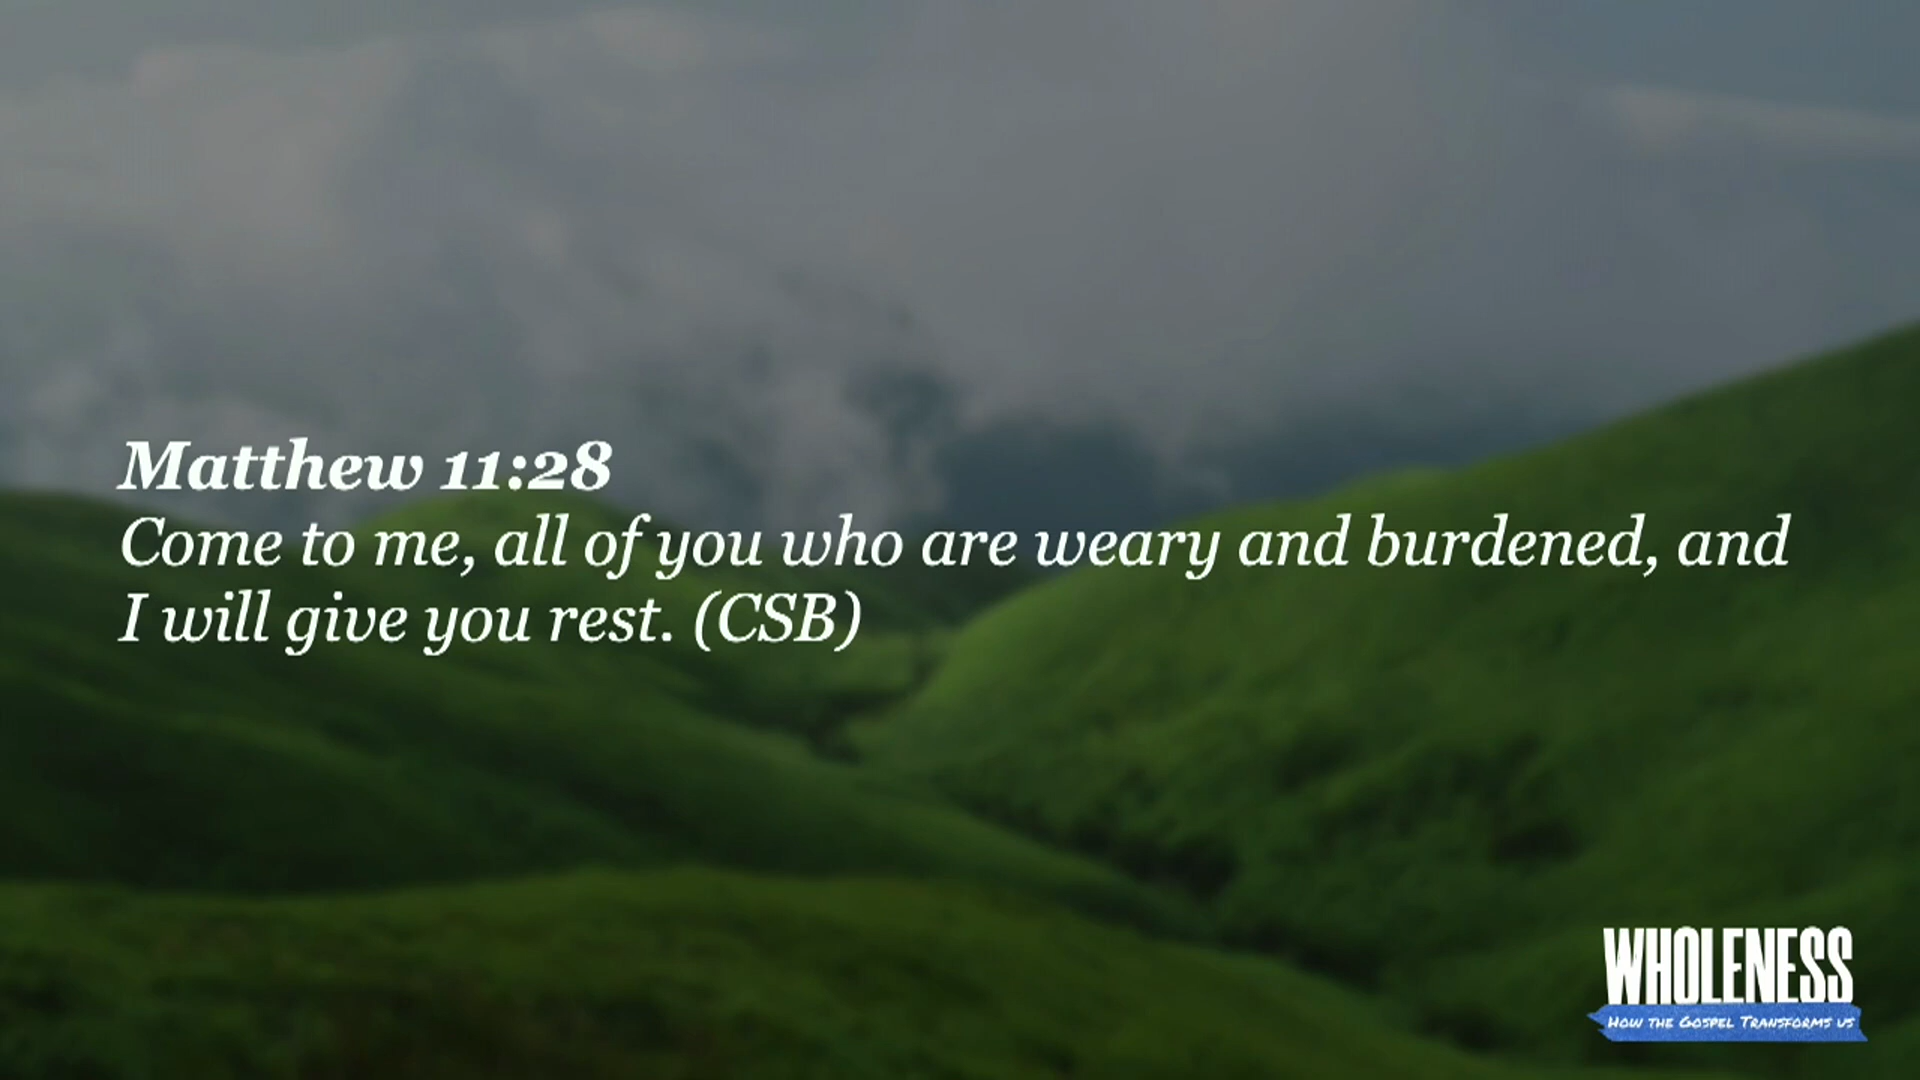 Matthew 11:28
Come to me, all of you who are weary and burdened, and
I will give you rest. (CSB)
WHOLENESS
HOW THE GOSPEL TRANSFORMS US